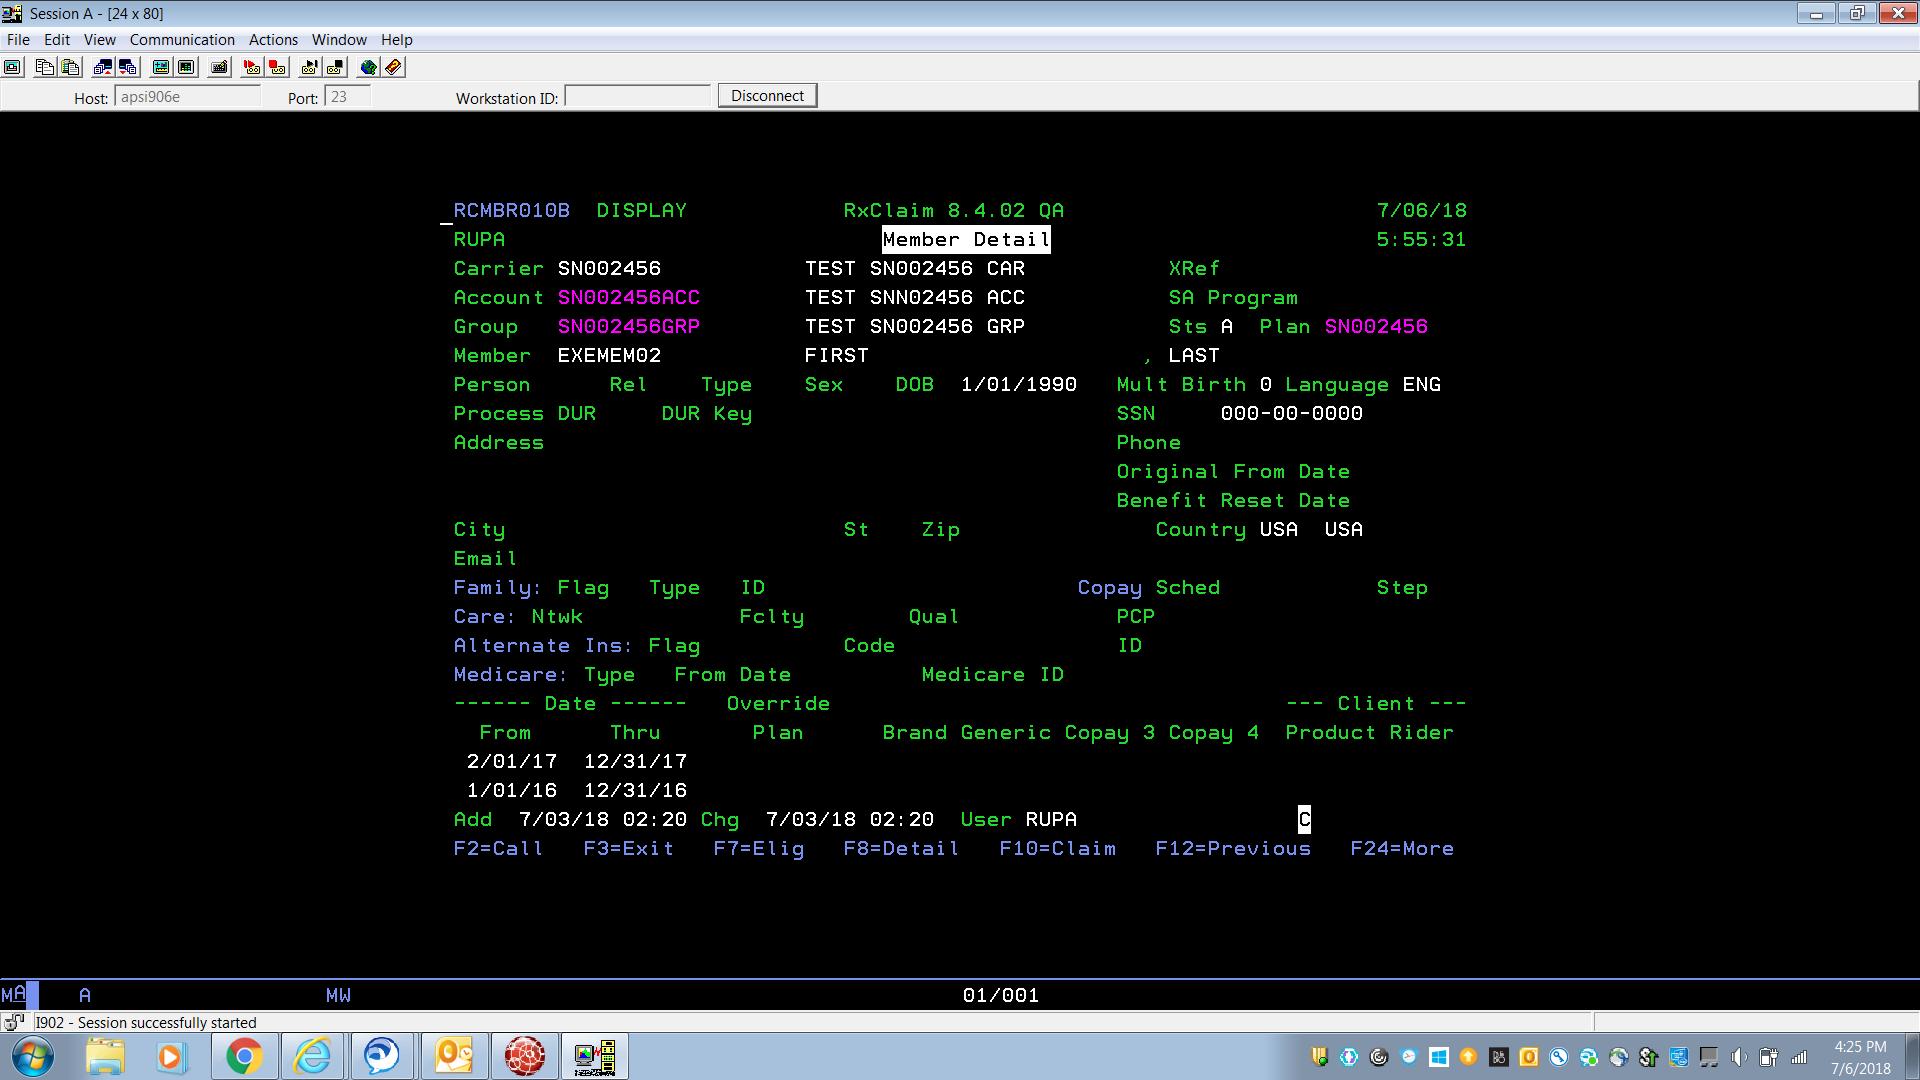 Session A - [24 x 80]
File Edit View Communication Actions Window Help
Host: apsi906e Port: 23 Workstation ID: Disconnect
RCMBR010B DISPLAY RxClaim 8.4.02 QA 7/06/18
RUPA Member Detail 5:55:31
Carrier SN002456 TEST SN002456 CAR XRef
Account SN002456ACC TEST SNN02456 ACC SA Program
Group SN002456GRP TEST SN002456 GRP Sts A Plan SN002456
Member EXEMEM02 FIRST , LAST
Person Rel Type Sex DOB 1/01/1990 Mult Birth 0 Language ENG
Process DUR DUR Key SSN 000-00-0000
Address Phone
Original From Date
Benefit Reset Date
City St Zip Country USA USA
Email
Family: Flag Type ID Copay Sched Step
Care: Ntwk Fclty Qual PCP
Alternate Ins: Flag Code ID
Medicare: Type From Date Medicare ID
------ Date ------ Override --- Client ---
From Thru Plan Brand Generic Copay 3 Copay 4 Product Rider
2/01/17 12/31/17
1/01/16 12/31/16
Add 7/03/18 02:20 Chg 7/03/18 02:20 User RUPA C
F2=Call F3=Exit F7=Elig F8=Detail F10=Claim F12=Previous F24=More
MA A MW 01/001
I902 - Session successfully started
4:25 PM
7/6/2018